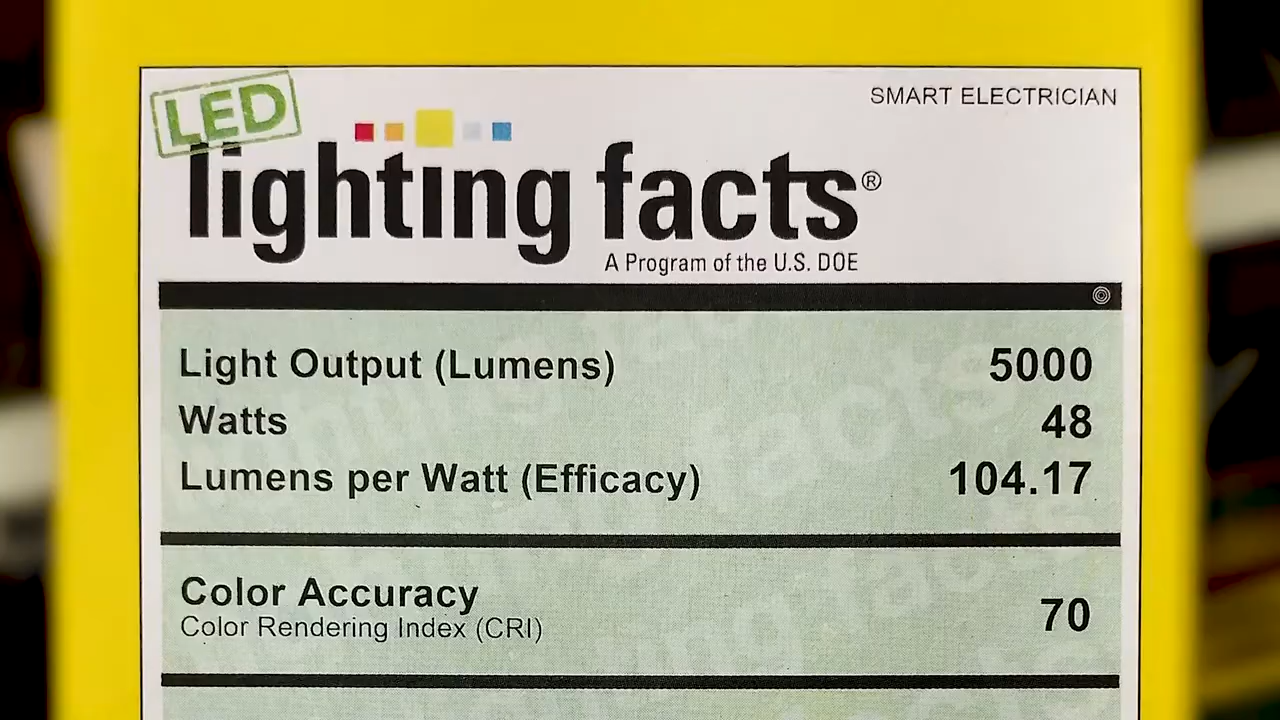 LED
SMART ELECTRICIAN
lighting facts®
A Program of the U.S. DOE
Light Output (Lumens) 5000
Watts 48
Lumens per Watt (Efficacy) 104.17
Color Accuracy
Color Rendering Index (CRI) 70